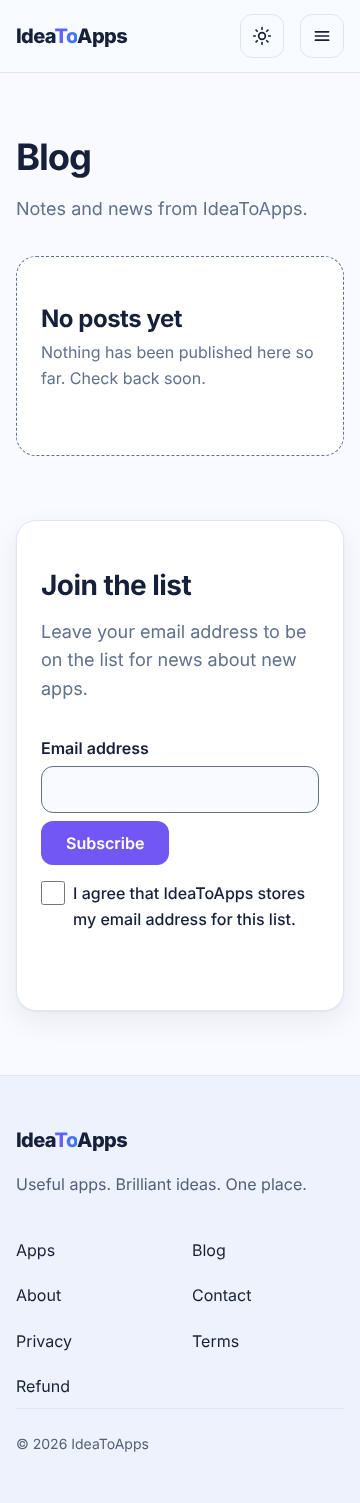 IdeaToApps
Blog
Notes and news from IdeaToApps.
No posts yet
Nothing has been published here so
far. Check back soon.
Join the list
Leave your email address to be
on the list for news about new
apps.
Email address
Subscribe
I agree that IdeaToApps stores
my email address for this list.
IdeaToApps
Useful apps. Brilliant ideas. One place.
Apps Blog
About Contact
Privacy Terms
Refund
© 2026 IdeaToApps